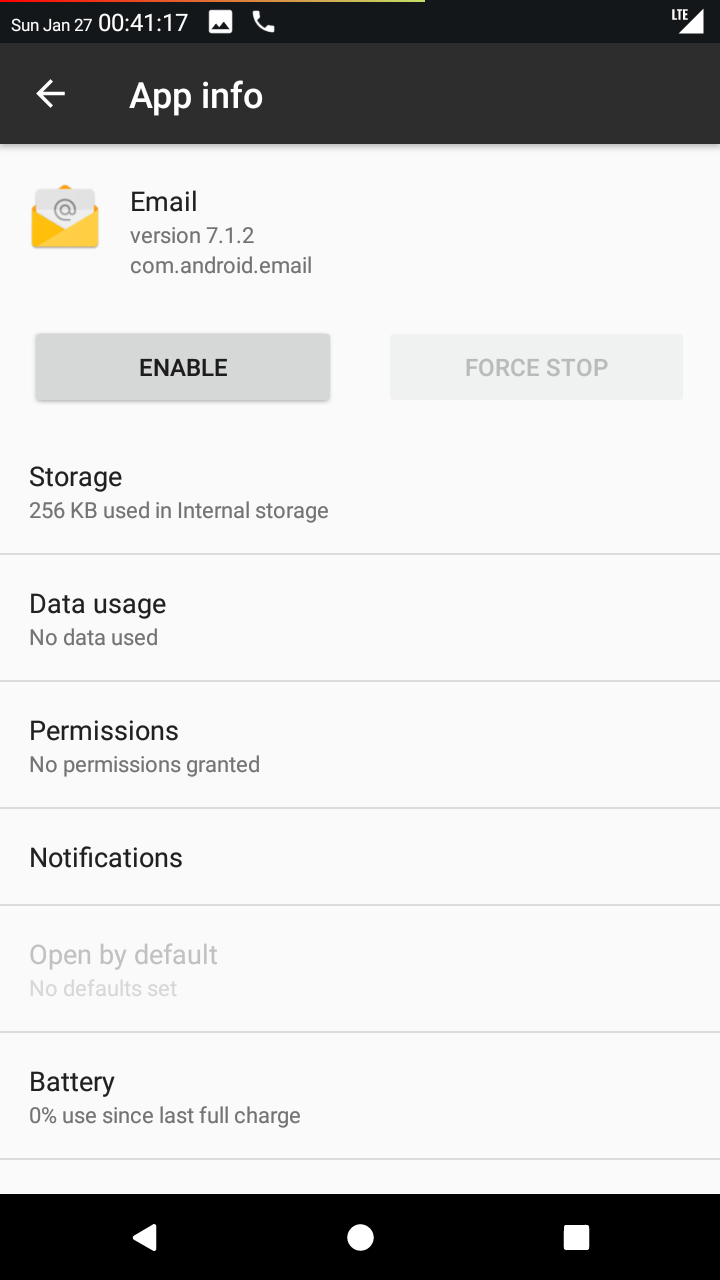 Sun Jan 27 00:41:17 LTE
App info
@
Email
version 7.1.2
com.android.email
ENABLE FORCE STOP
Storage
256 KB used in Internal storage
Data usage
No data used
Permissions
No permissions granted
Notifications
Open by default
No defaults set
Battery
0% use since last full charge